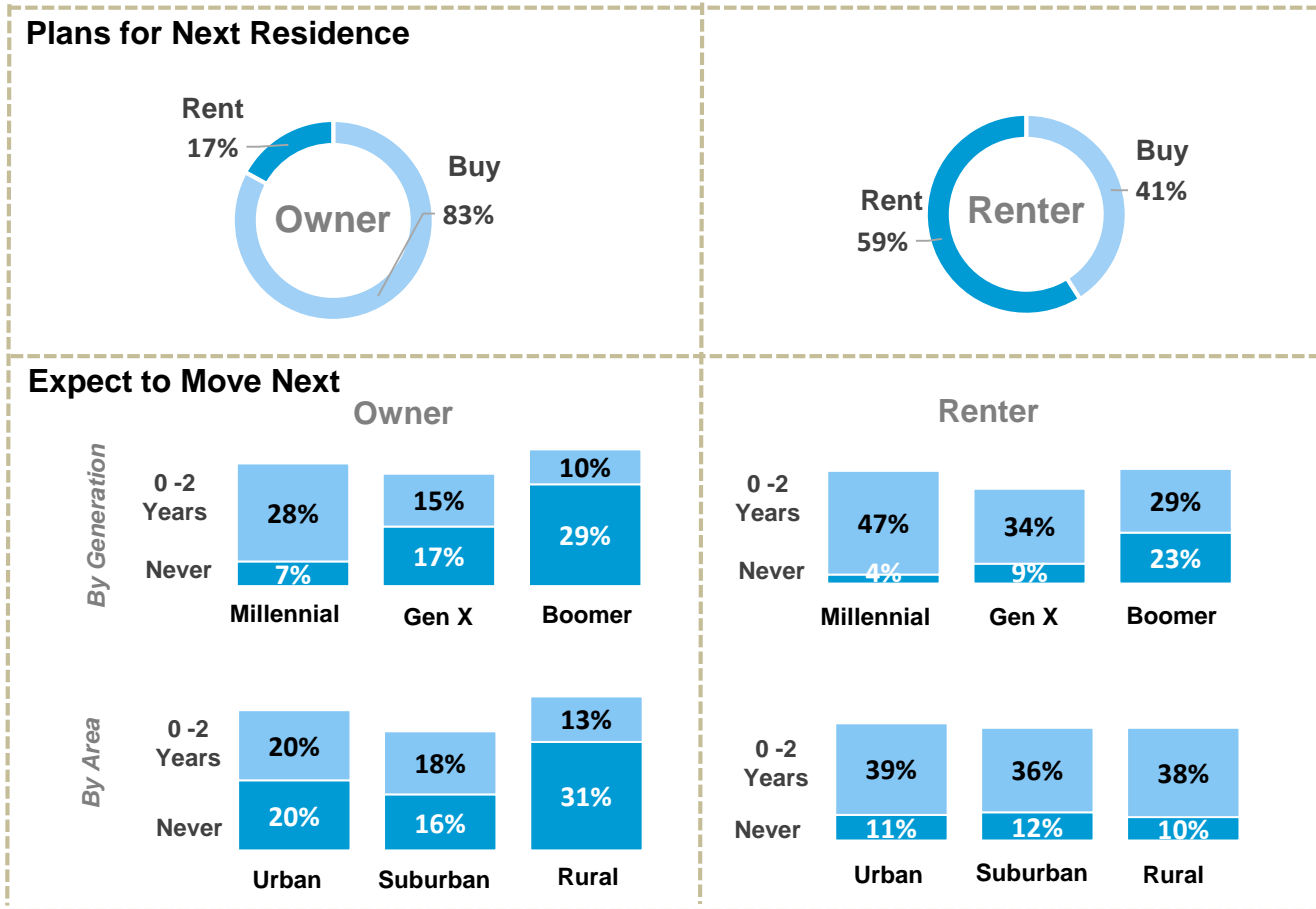 Plans for Next Residence
Rent
17%
Buy
83%
Owner
Buy
41%
Rent
59%
Renter
Expect to Move Next
Owner
By Generation
0 -2
Years
Never
28%
15%
10%
7%
17%
29%
Millennial
Gen X
Boomer
By Area
0 -2
Years
Never
20%
18%
13%
20%
16%
31%
Urban
Suburban
Rural
Renter
0 -2
Years
Never
47%
34%
29%
4%
9%
23%
Millennial
Gen X
Boomer
0 -2
Years
Never
39%
36%
38%
11%
12%
10%
Urban
Suburban
Rural